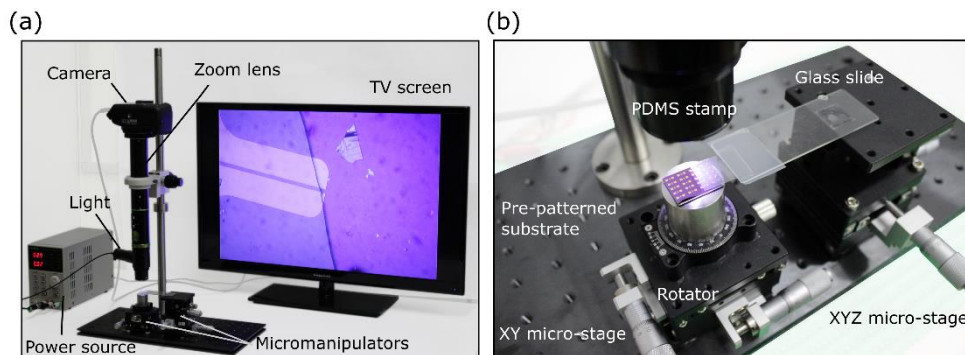 (a)
Camera
Zoom lens
TV screen
Light
Power source
Micromanipulators
(b)
PDMS stamp
Glass slide
Pre-patterned
substrate
Rotator
XY micro-stage
XYZ micro-stage